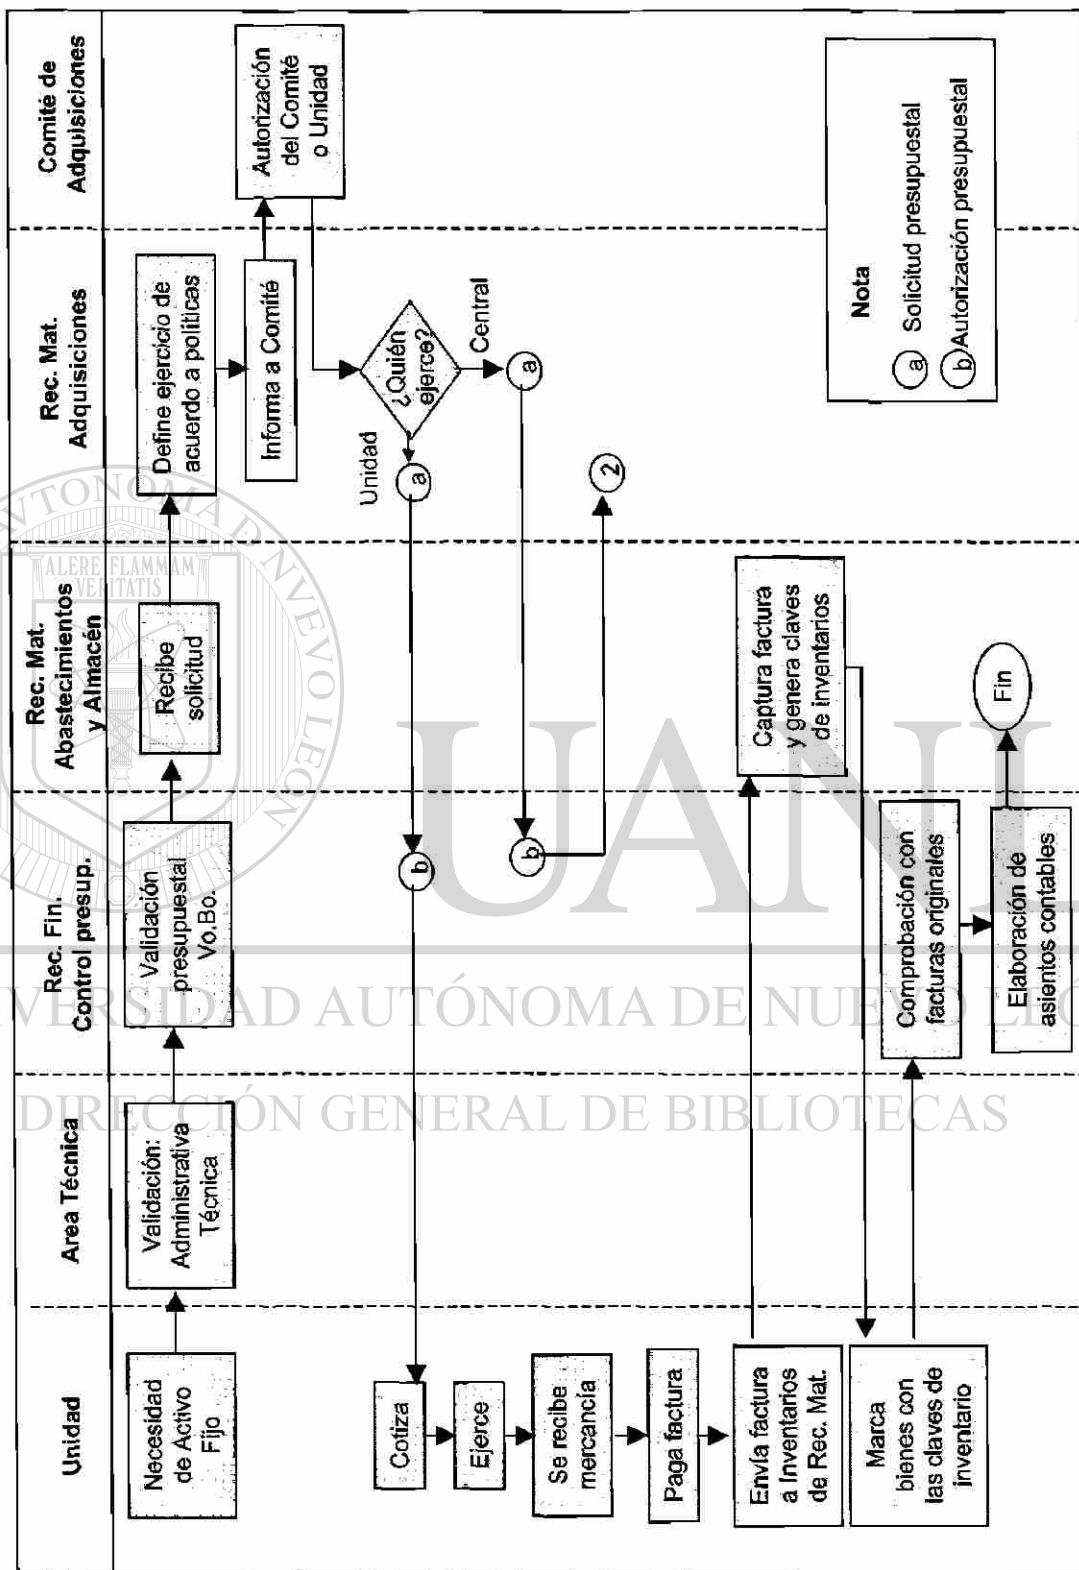 Unidad
Area Técnica
Rec. Fin.
Control presup.
Rec. Mat.
Abastecimientos
y Almacén
Rec. Mat.
Adquisiciones
Comité de
Adquisiciones
Necesidad
de Activo
Fijo
Validación:
Administrativa
Técnica
Validación
presupuestal
Vo.Bo.
Recibe
solicitud
Define ejercicio de
acuerdo a políticas
Informa a Comité
Autorización
del Comité
o Unidad
¿Quién
ejerce?
Unidad
Central
a
a
b
b
2
Cotiza
Ejerce
Se recibe
mercancía
Paga factura
Envía factura
a Inventarios
de Rec. Mat.
Captura factura
y genera claves
de inventarios
Marca
bienes con
las claves de
inventario
Comprobación con
facturas originales
Elaboración de
asientos contables
Fin
Nota
a Solicitud presupuestal
b Autorización presupuestal
AUTONOMA DE NUEVO LEON
ALERE FLAMMAM
VERITATIS
UANL
UNIVERSIDAD AUTÓNOMA DE NUEVO LEÓN
DIRECCIÓN GENERAL DE BIBLIOTECAS